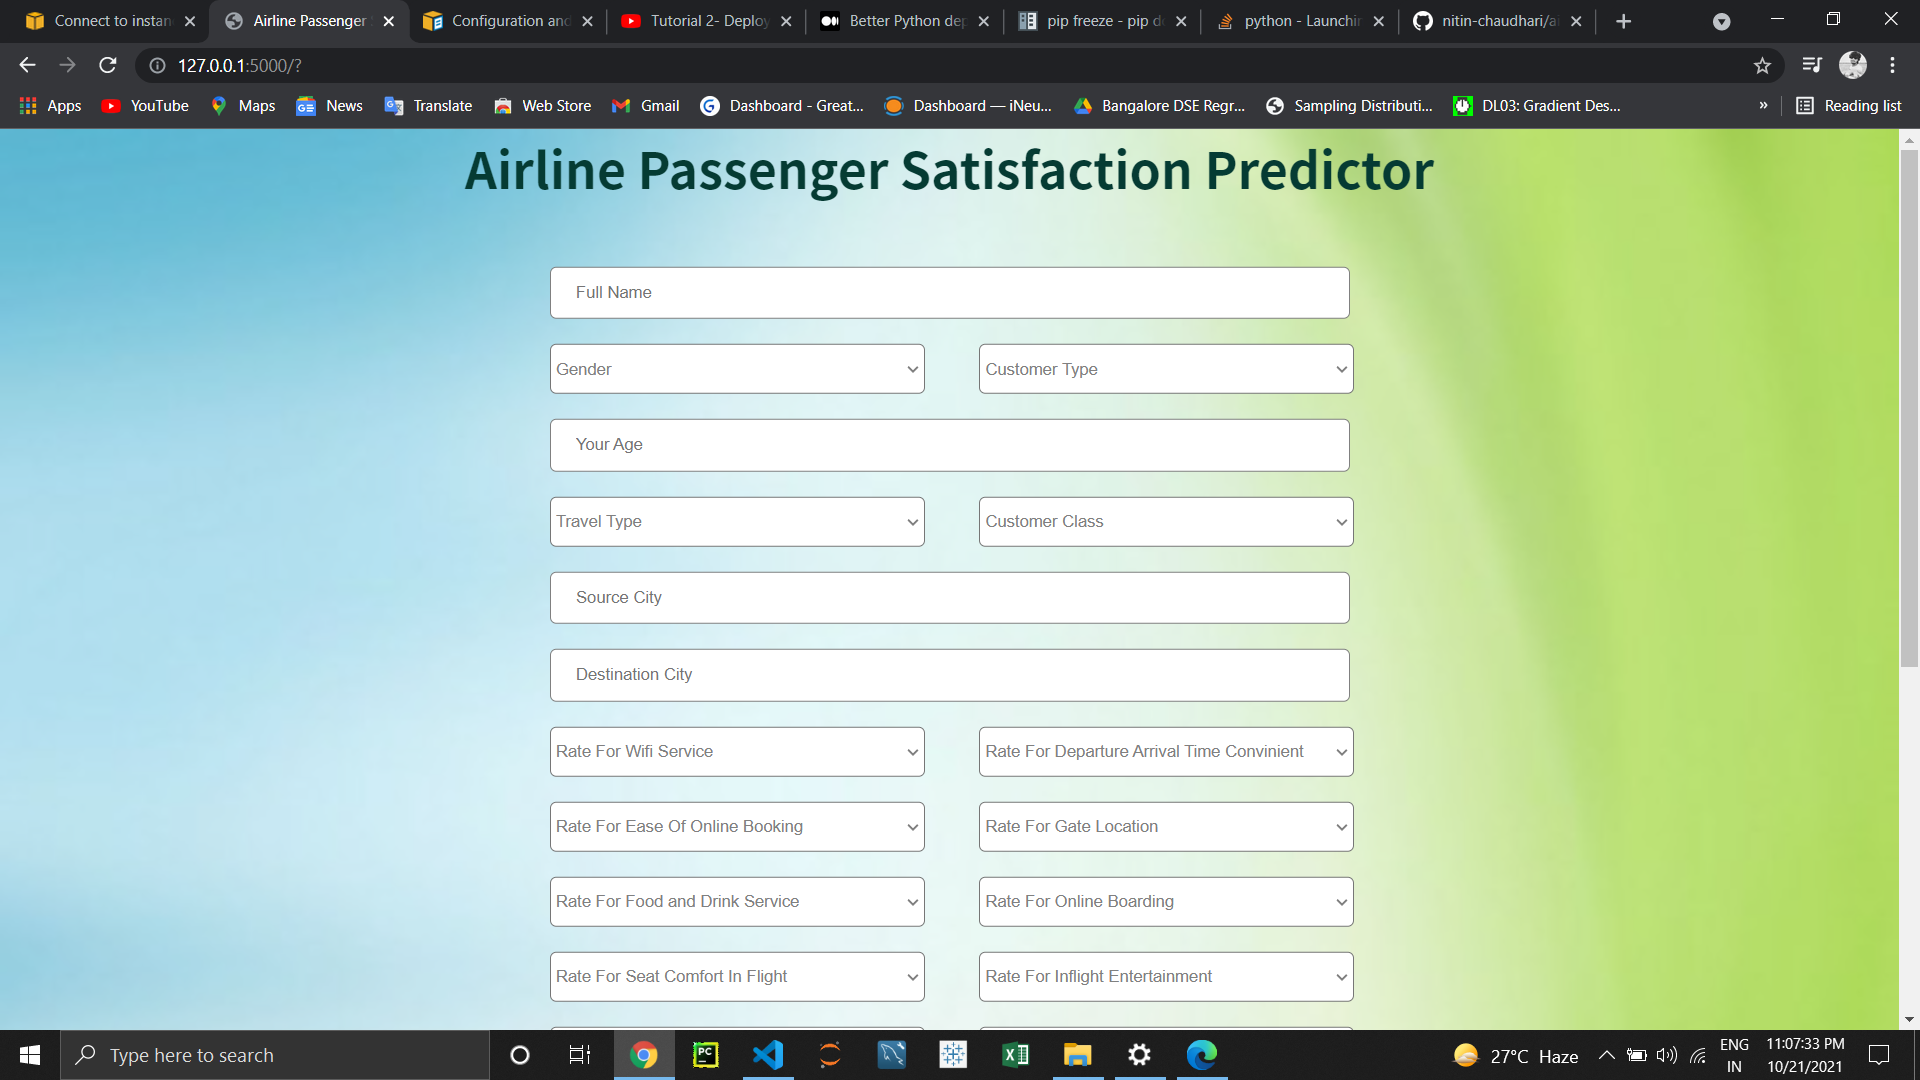 Connect to instan
Airline Passenger
Configuration and
Tutorial 2- Deploy
Better Python dep
pip freeze - pip d
python - Launchin
nitin-chaudhari/ai
127.0.0.1:5000/?
Apps
YouTube
Maps
News
Translate
Web Store
Gmail
Dashboard - Great...
Dashboard — iNeu...
Bangalore DSE Regr...
Sampling Distributi...
DL03: Gradient Des...
»
Reading list
Airline Passenger Satisfaction Predictor
Full Name
Gender
Customer Type
Your Age
Travel Type
Customer Class
Source City
Destination City
Rate For Wifi Service
Rate For Departure Arrival Time Convinient
Rate For Ease Of Online Booking
Rate For Gate Location
Rate For Food and Drink Service
Rate For Online Boarding
Rate For Seat Comfort In Flight
Rate For Inflight Entertainment
Type here to search
PC
27°C Haze
ENG
IN
11:07:33 PM
10/21/2021